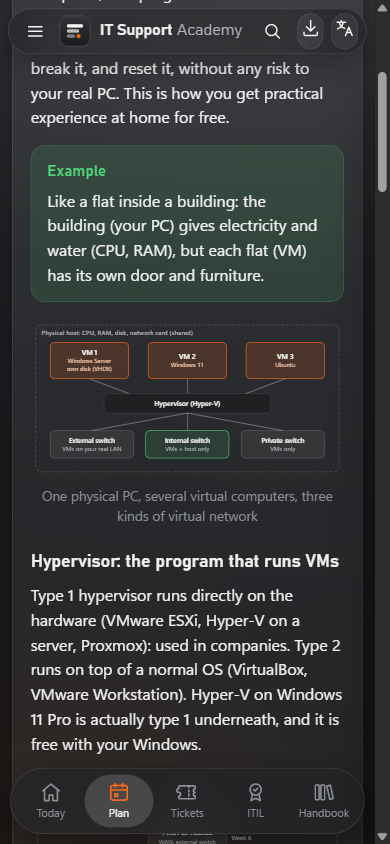 IT Support Academy
break it, and reset it, without any risk to
your real PC. This is how you get practical
experience at home for free.
Example
Like a flat inside a building: the
building (your PC) gives electricity and
water (CPU, RAM), but each flat (VM)
has its own door and furniture.
Physical host: CPU, RAM, disk, network card (shared)
VM 1
Windows Server
own disk (VHDX)
VM 2
Windows 11
VM 3
Ubuntu
Hypervisor (Hyper-V)
External switch
VMs on your real LAN
Internal switch
VMs + host only
Private switch
VMs only
One physical PC, several virtual computers, three
kinds of virtual network
Hypervisor: the program that runs VMs
Type 1 hypervisor runs directly on the
hardware (VMware ESXi, Hyper-V on a
server, Proxmox): used in companies. Type 2
runs on top of a normal OS (VirtualBox,
VMware Workstation). Hyper-V on Windows
11 Pro is actually type 1 underneath, and it is
free with your Windows.
Today
Plan
Tickets
ITIL
Handbook
WAN: external switch
Week 6